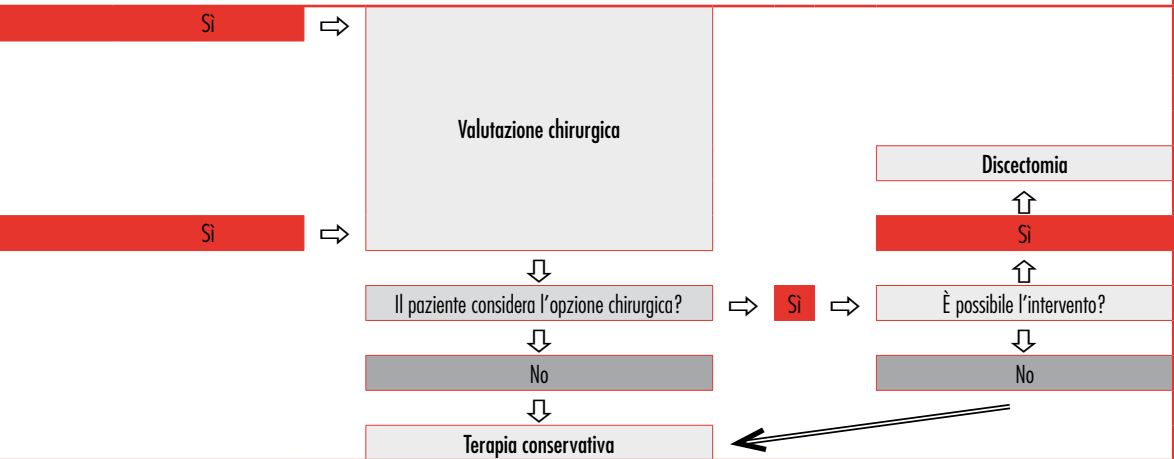 Sì
Valutazione chirurgica
Discectomia
Sì
Sì
Il paziente considera l'opzione chirurgica?
Sì
È possibile l'intervento?
No
No
Terapia conservativa